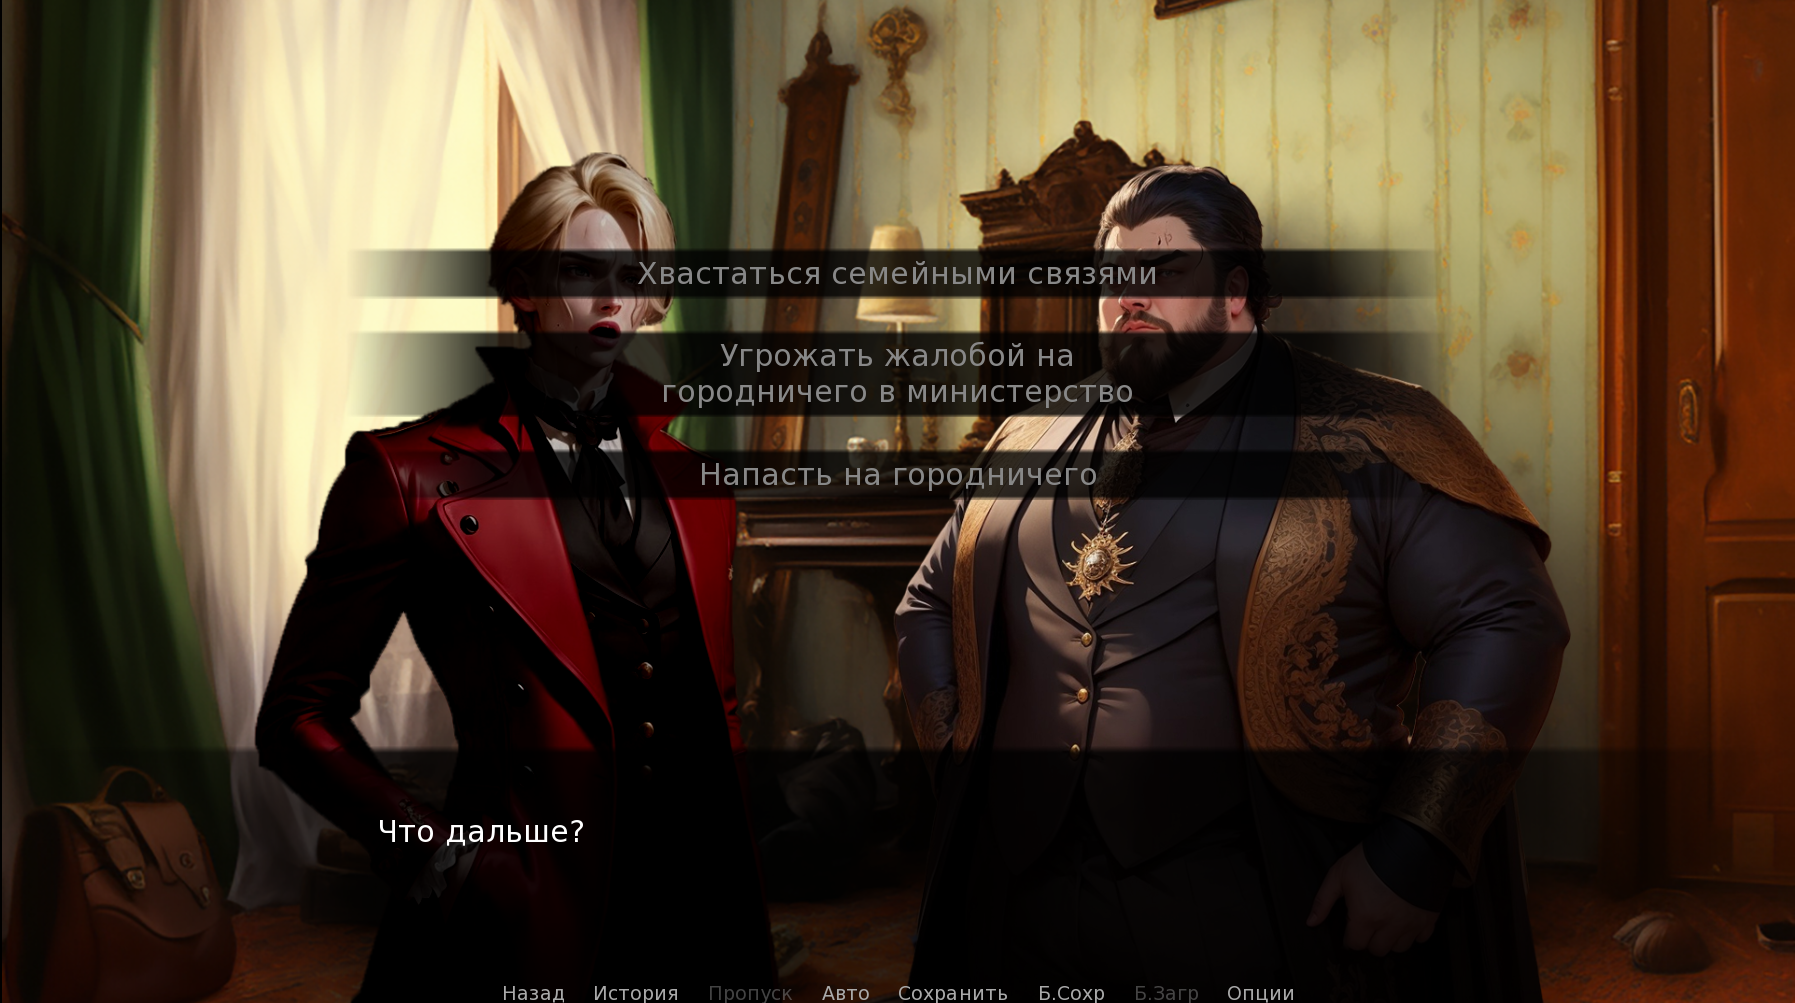 Хвастаться семейными связями
Угрожать жалобой на
городничего в министерство
Напасть на городничего
Что дальше?
Назад История Пропуск Авто Сохранить Б.Сохр Б.Загр Опции